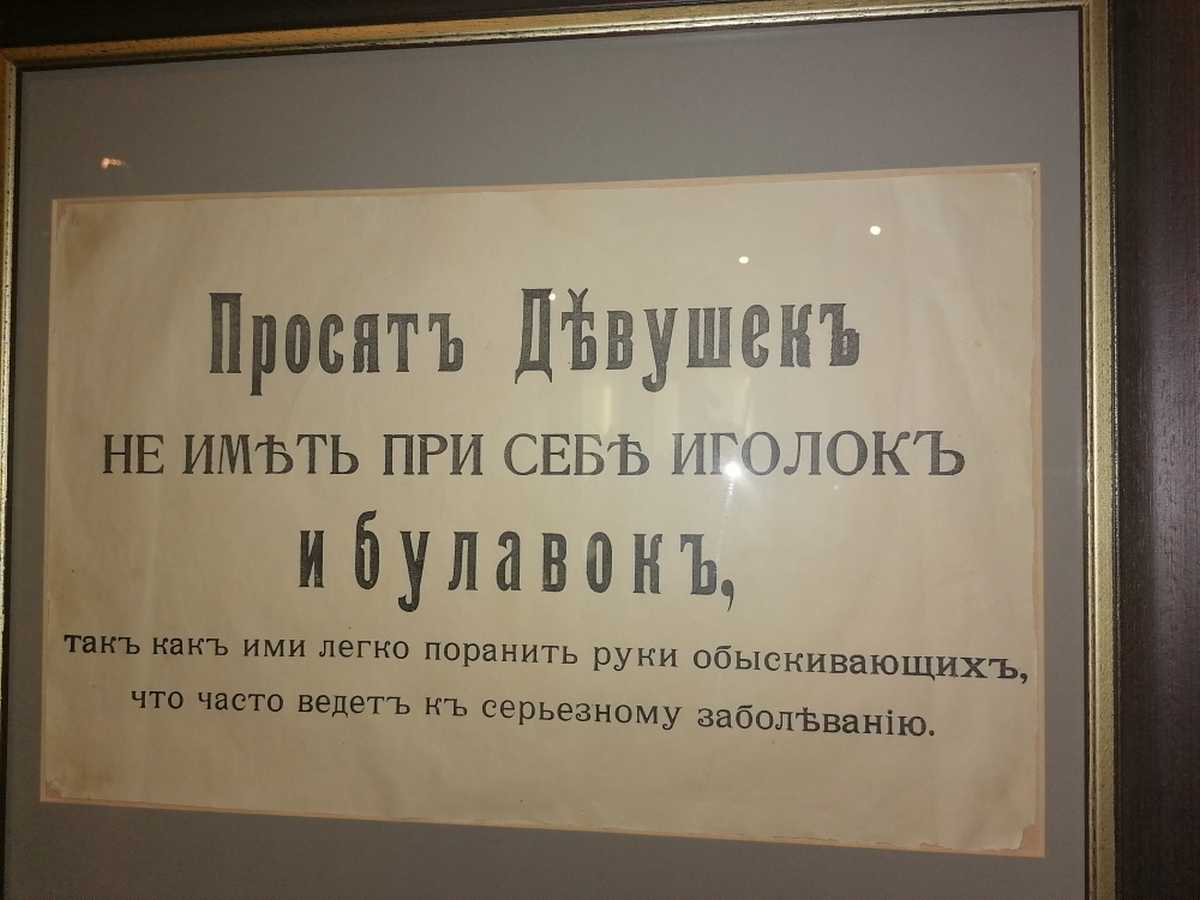 Просятъ Дѣвушекъ
НЕ ИМѢТЬ ПРИ СЕБѢ ИГОЛОКЪ
и булавокъ,
такъ какъ ими легко поранить руки обыскивающихъ,
что часто ведетъ къ серьезному заболѣванію.